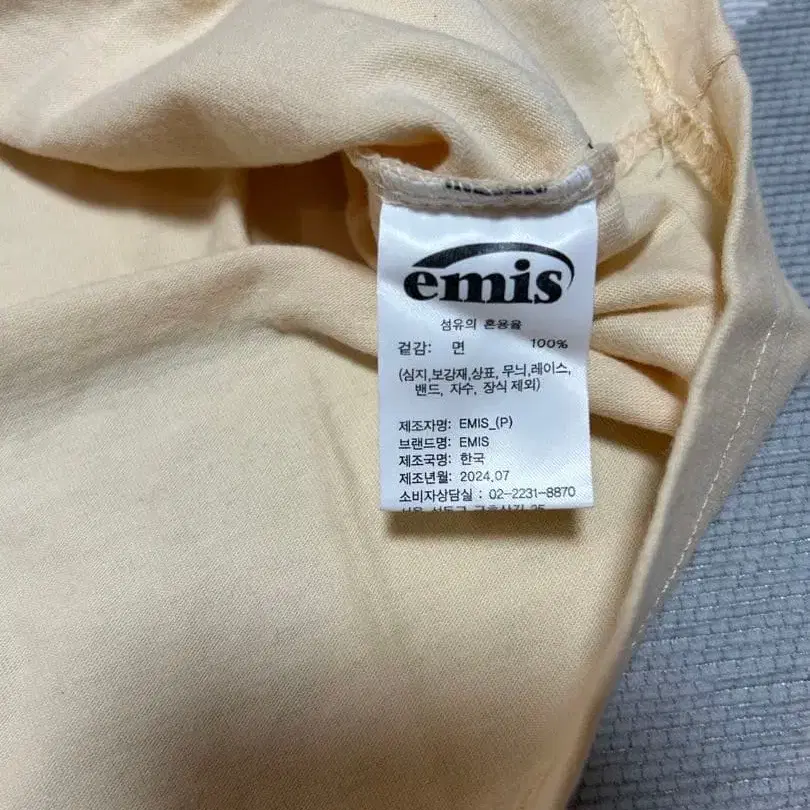 emis
섬유의 혼용율
겉감: 면 100%
(심지,보강재,상표, 무늬,레이스,
밴드, 자수, 장식 제외)
제조자명: EMIS_(P)
브랜드명: EMIS
제조국명: 한국
제조년월: 2024.07
소비자상담실 : 02-2231-8870